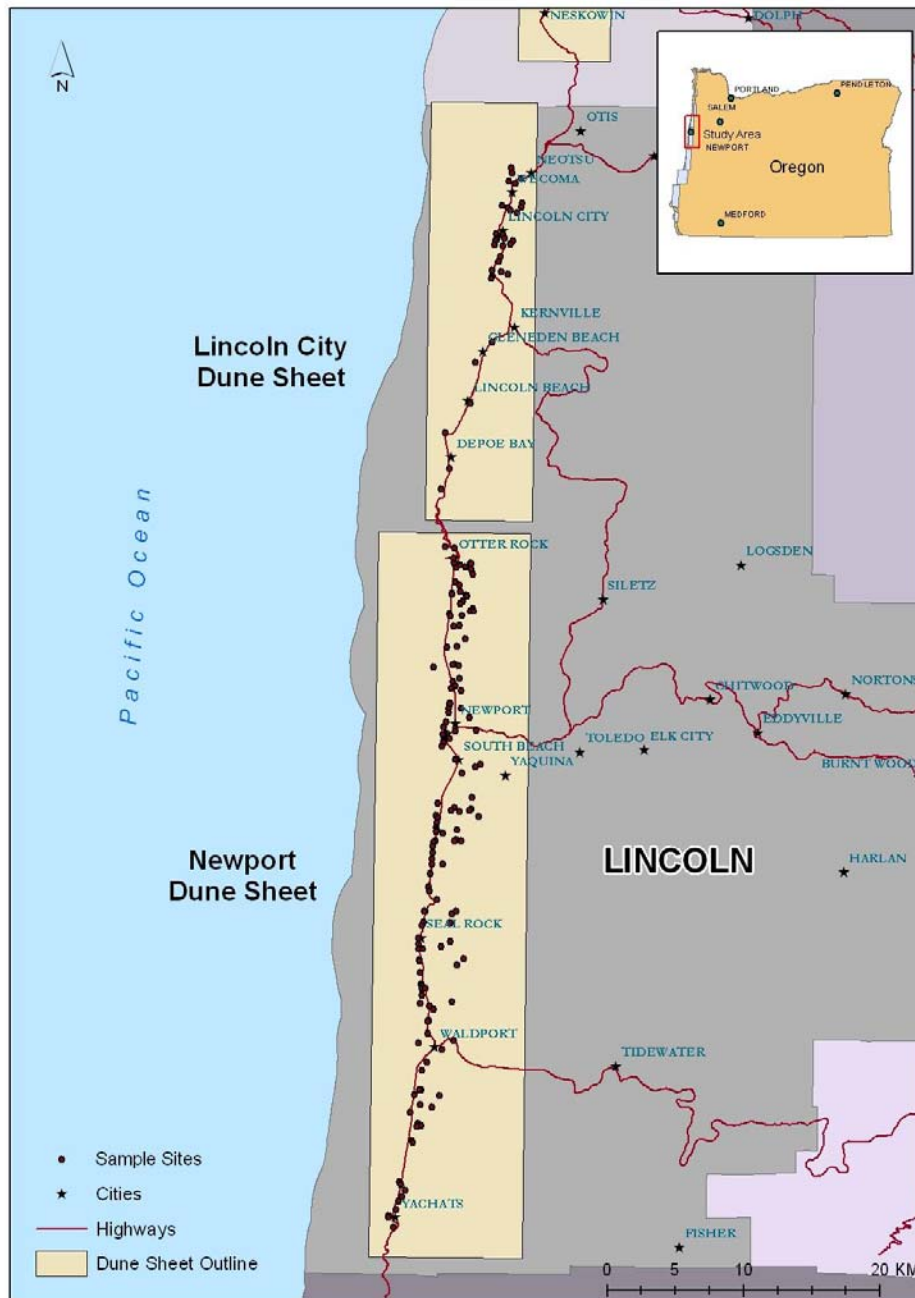 NESKOWIN
DOLPH
N
OTIS
NEOTSU
WECOMA
LINCOLN CITY
PORTLAND
PENDLETON
SALEM
Study Area
NEWPORT
Oregon
MEDFORD
KERNVILLE
GLENEDEN BEACH
Lincoln City
Dune Sheet
LINCOLN BEACH
DEPOE BAY
Pacific Ocean
OTTER ROCK
LOGSDEN
SILETZ
CHITWOOD
NORTONS
NEWPORT
EDDYVILLE
SOUTH BEACH
TOLEDO
ELK CITY
YAQUINA
BURNT WOOD
Newport
Dune Sheet
LINCOLN
HARLAN
SEAL ROCK
WALDPORT
TIDEWATER
YACHATS
FISHER
Sample Sites
Cities
Highways
Dune Sheet Outline
0 5 10 20 KM